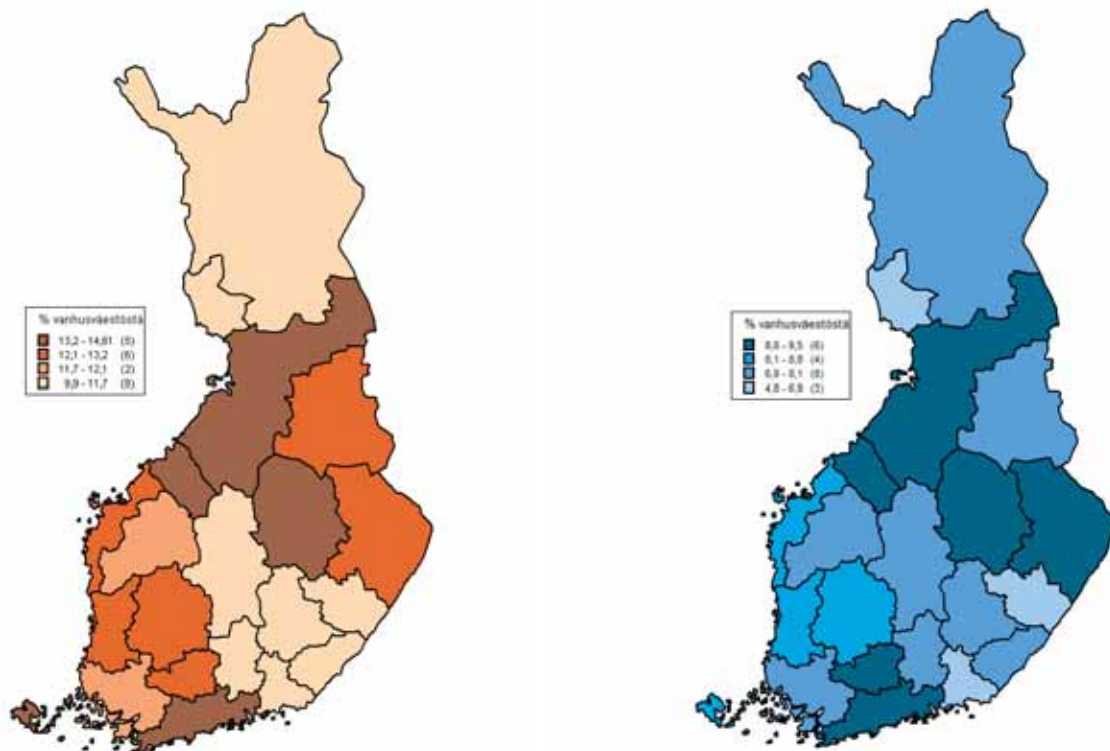 % vanhusväestöstä
13,2 - 14,81 (5)
12,1 - 13,2 (6)
11,7 - 12,1 (2)
9,9 - 11,7 (8)
% vanhusväestöstä
8,8 - 9,5 (6)
8,1 - 8,8 (4)
6,9 - 8,1 (8)
4,8 - 6,9 (3)